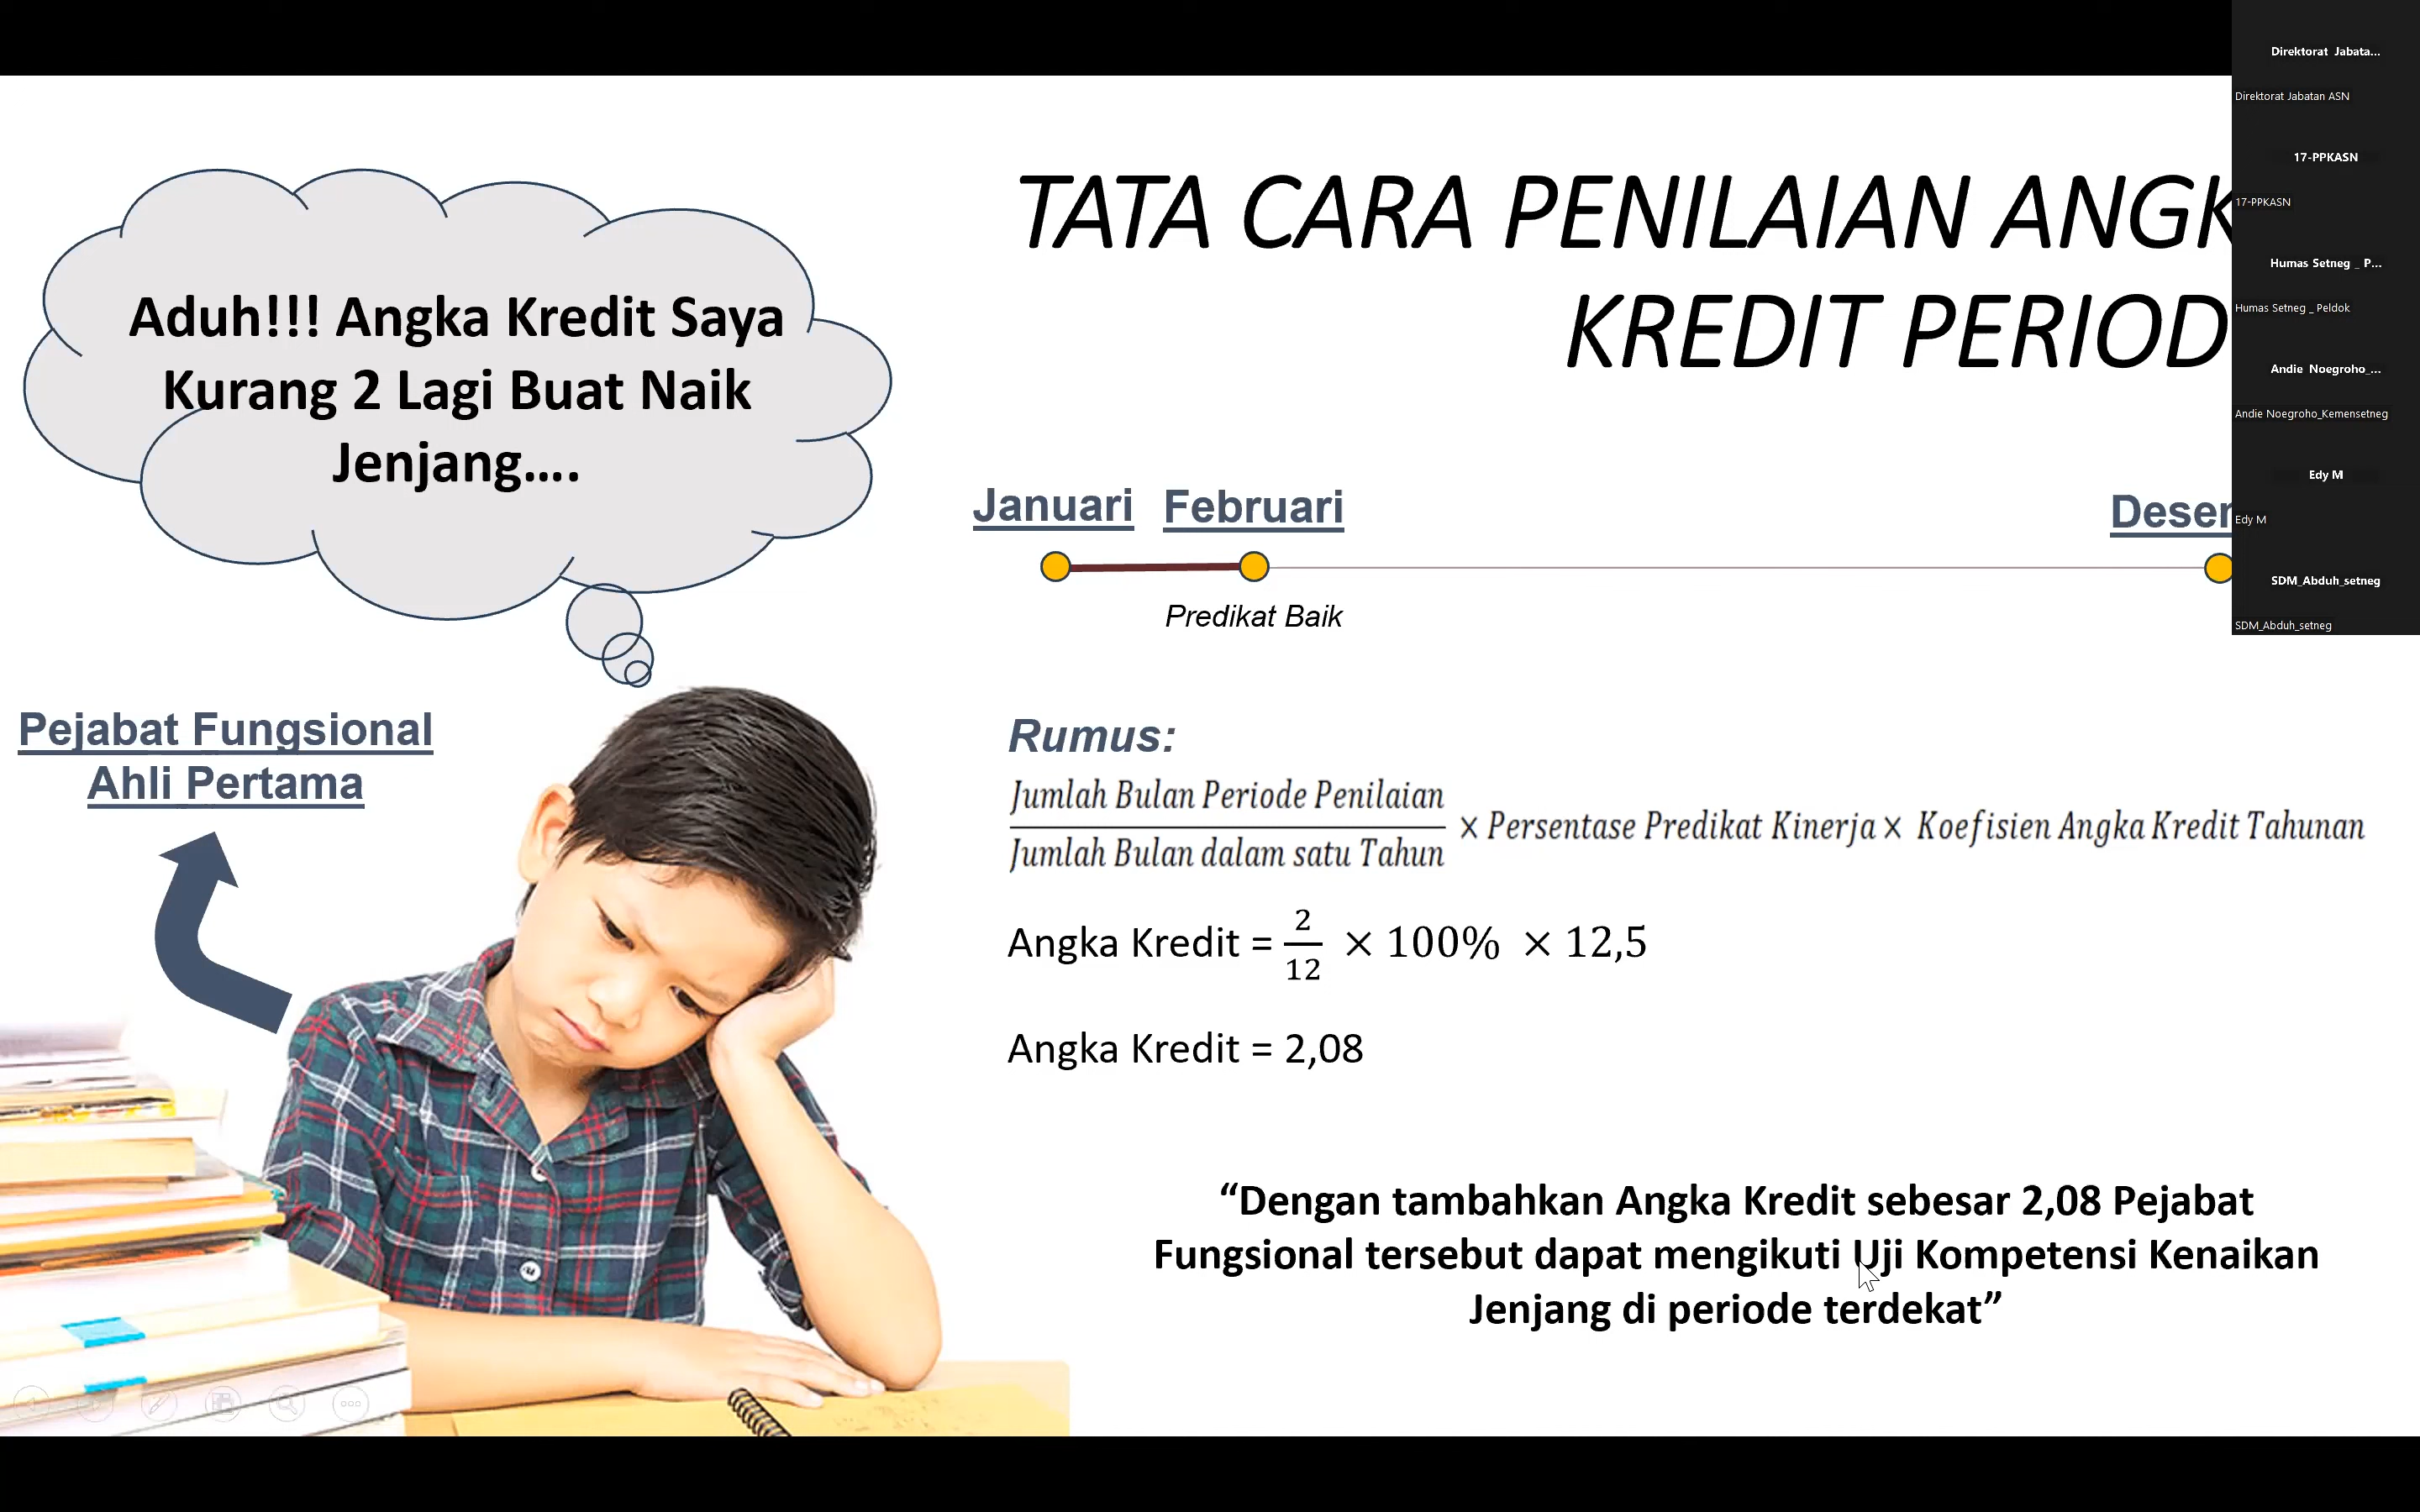 Aduh!!! Angka Kredit Saya
Kurang 2 Lagi Buat Naik
Jenjang....
Pejabat Fungsional
Ahli Pertama
TATA CARA PENILAIAN ANGK
KREDIT PERIOD
Januari Februari Desem
Predikat Baik
Rumus:
Jumlah Bulan Periode Penilaian
Jumlah Bulan dalam satu Tahun
× Persentase Predikat Kinerja × Koefisien Angka Kredit Tahunan
Angka Kredit = 2/12 × 100% × 12,5
Angka Kredit = 2,08
“Dengan tambahkan Angka Kredit sebesar 2,08 Pejabat
Fungsional tersebut dapat mengikuti Uji Kompetensi Kenaikan
Jenjang di periode terdekat”
Direktorat Jabata...
Direktorat Jabatan ASN
17-PPKASN
17-PPKASN
Humas Setneg _ P...
Humas Setneg _ Peldok
Andie Noegroho_...
Andie Noegroho_Kemensetneg
Edy M
Edy M
SDM_Abduh_setneg
SDM_Abduh_setneg